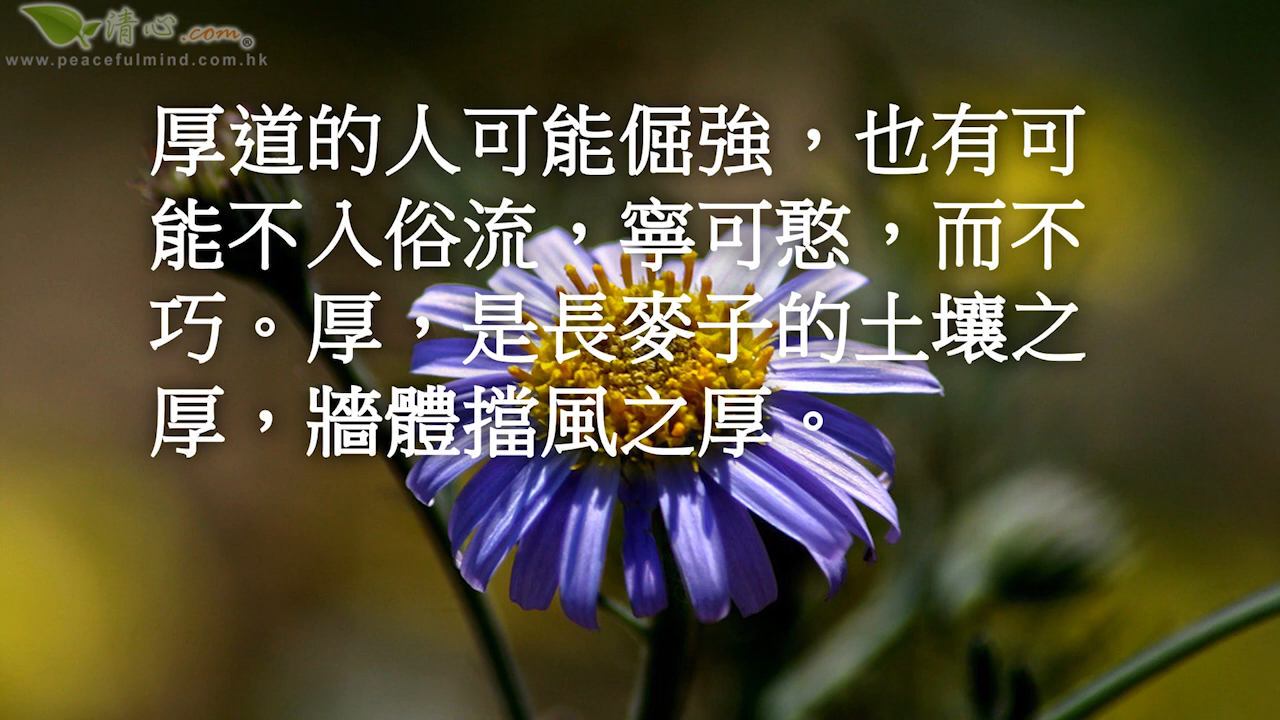 清心.com®
www.peacefulmind.com.hk
厚道的人可能倔強，也有可
能不入俗流，寧可憨，而不
巧。厚，是長麥子的土壤之
厚，牆體擋風之厚。